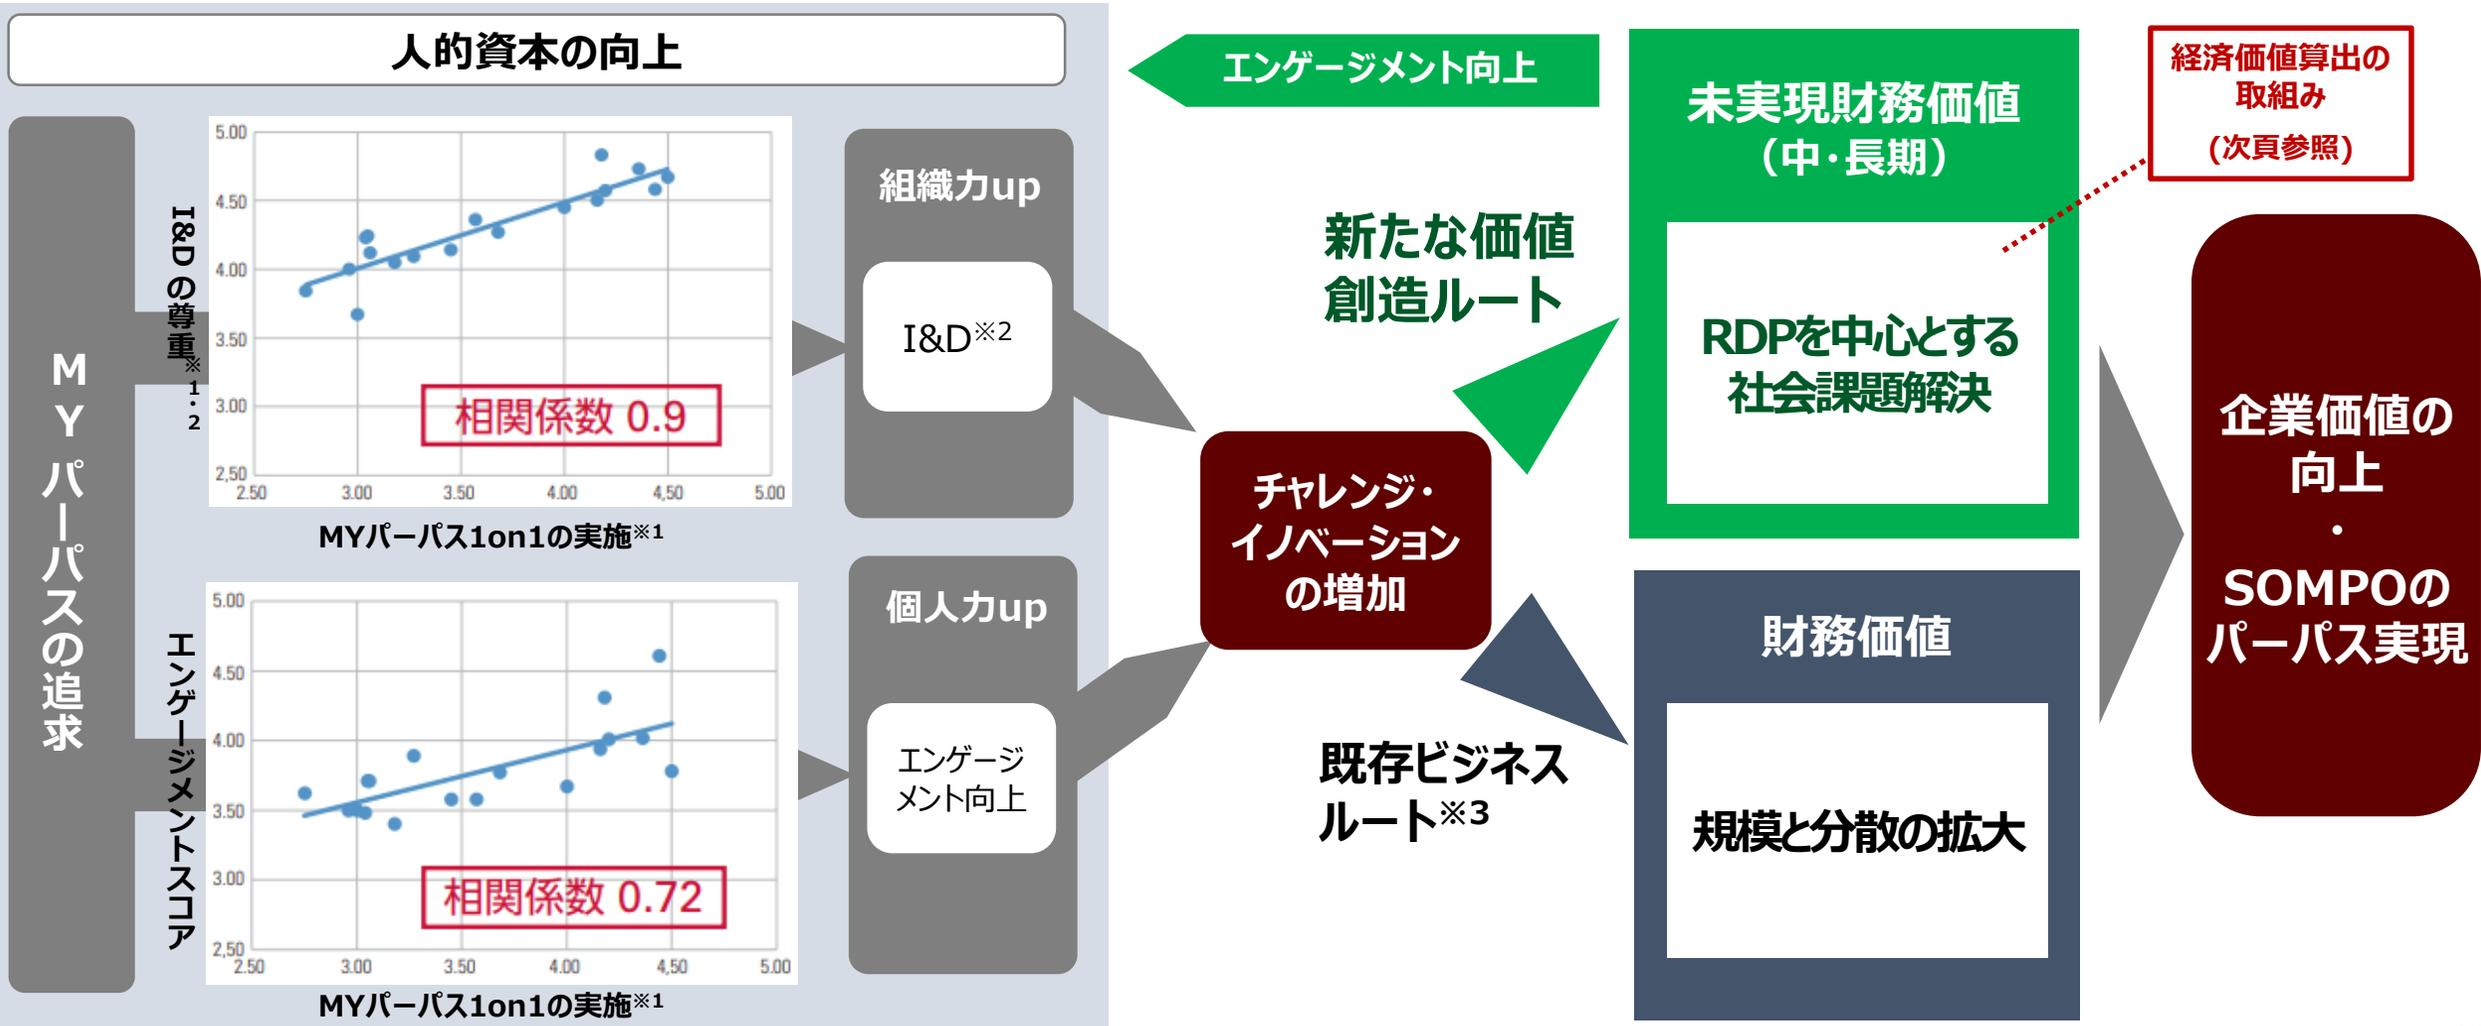 人的資本の向上
MYパーパスの追求
I&Dの尊重※1・2
5.00
4.50
4.00
3.50
3.00
2,50
2.50
3.00
3.50
4.00
4,50
5.00
相関係数 0.9
MYパーパス1on1の実施※1
エンゲージメントスコア
5.00
4.50
4.00
3.50
3.00
2,50
2.50
3.00
3.50
4.00
4,50
5.00
相関係数 0.72
MYパーパス1on1の実施※1
組織力up
I&D※2
個人力up
エンゲージ
メント向上
エンゲージメント向上
チャレンジ・
イノベーション
の増加
新たな価値
創造ルート
既存ビジネス
ルート※3
未実現財務価値
（中・長期）
RDPを中心とする
社会課題解決
財務価値
規模と分散の拡大
経済価値算出の
取組み
(次頁参照)
企業価値の
向上
・
SOMPOの
パーパス実現